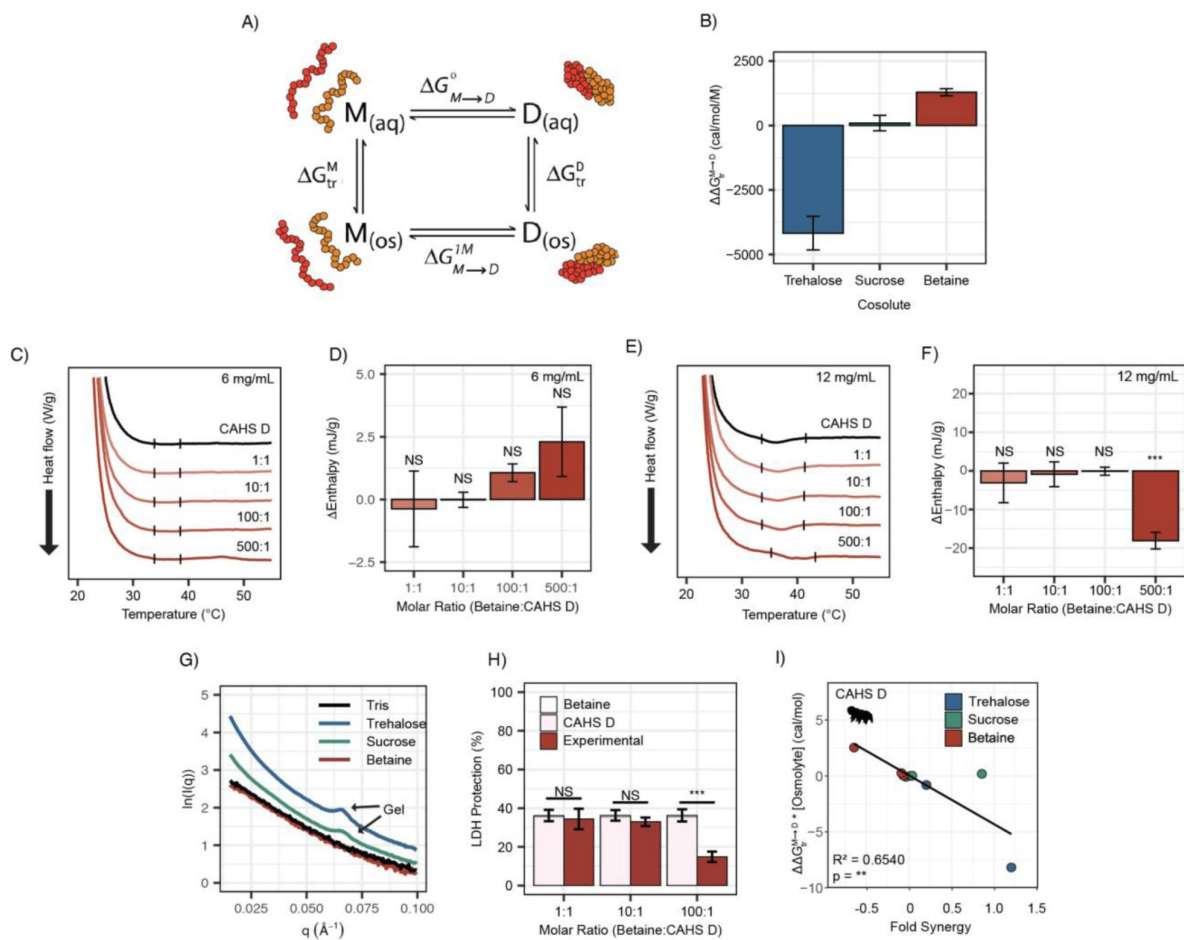 A)
ΔG°M→D
M(aq)
D(aq)
ΔGtrM
ΔGtrD
M(os)
D(os)
ΔG1MM→D
B)
ΔΔGtrM→D (cal/mol/M)
2500
0
−2500
−5000
Trehalose Sucrose Betaine
Cosolute
C)
Heat flow (W/g)
6 mg/mL
CAHS D
1:1
10:1
100:1
500:1
20 30 40 50
Temperature (°C)
D)
ΔEnthalpy (mJ/g)
6 mg/mL
5.0
2.5
0.0
−2.5
NS
NS
NS
NS
1:1 10:1 100:1 500:1
Molar Ratio (Betaine:CAHS D)
E)
Heat flow (W/g)
12 mg/mL
CAHS D
1:1
10:1
100:1
500:1
20 30 40 50
Temperature (°C)
F)
ΔEnthalpy (mJ/g)
12 mg/mL
20
10
0
−10
−20
NS
NS
NS
***
1:1 10:1 100:1 500:1
Molar Ratio (Betaine:CAHS D)
G)
ln(I(q))
5
4
3
2
1
0
Tris
Trehalose
Sucrose
Betaine
Gel
0.025 0.050 0.075 0.100
q (Å−1)
H)
LDH Protection (%)
100
80
60
40
20
0
Betaine
CAHS D
Experimental
NS
NS
***
1:1 10:1 100:1
Molar Ratio (Betaine:CAHS D)
I)
ΔΔGtrM→D * [Osmolyte] (cal/mol)
CAHS D
Trehalose
Sucrose
Betaine
5
0
−5
−10
R² = 0.6540
p = **
-0.5 0 0.5 1.0 1.5
Fold Synergy